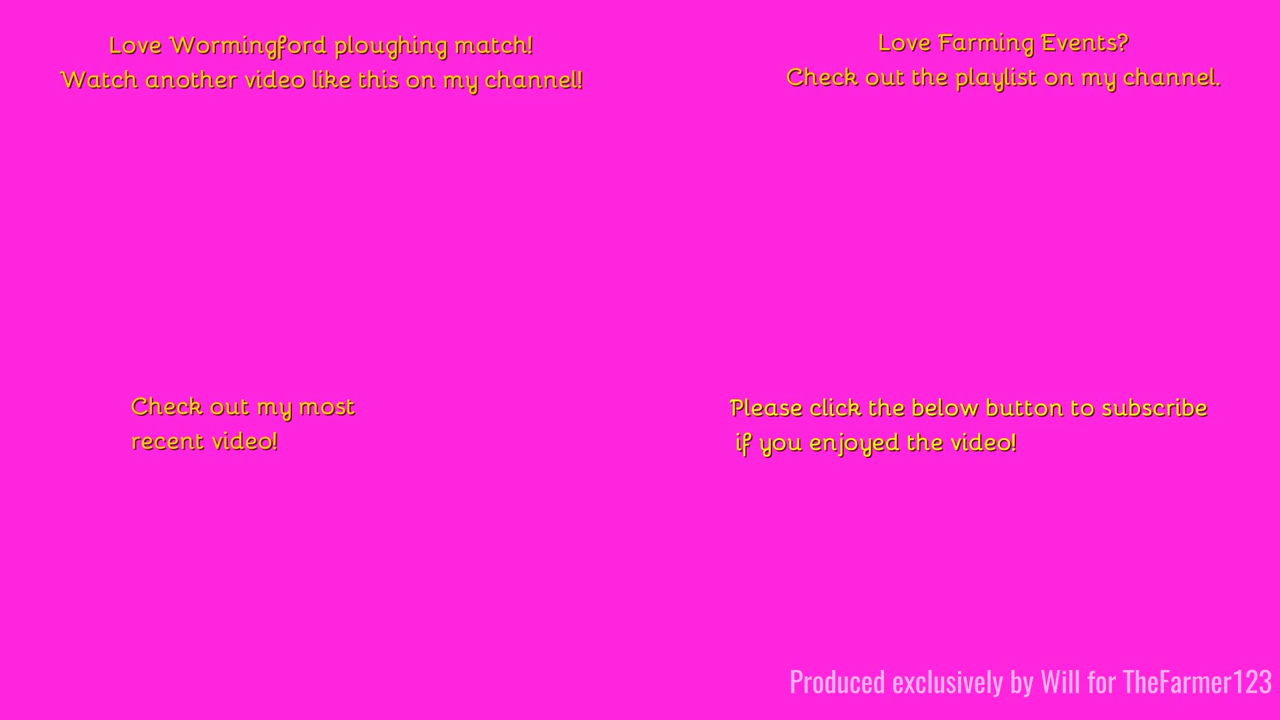 Love Wormingford ploughing match!
Watch another video like this on my channel!
Love Farming Events?
Check out the playlist on my channel.
Check out my most
recent video!
Please click the below button to subscribe
if you enjoyed the video!
Produced exclusively by Will for TheFarmer123